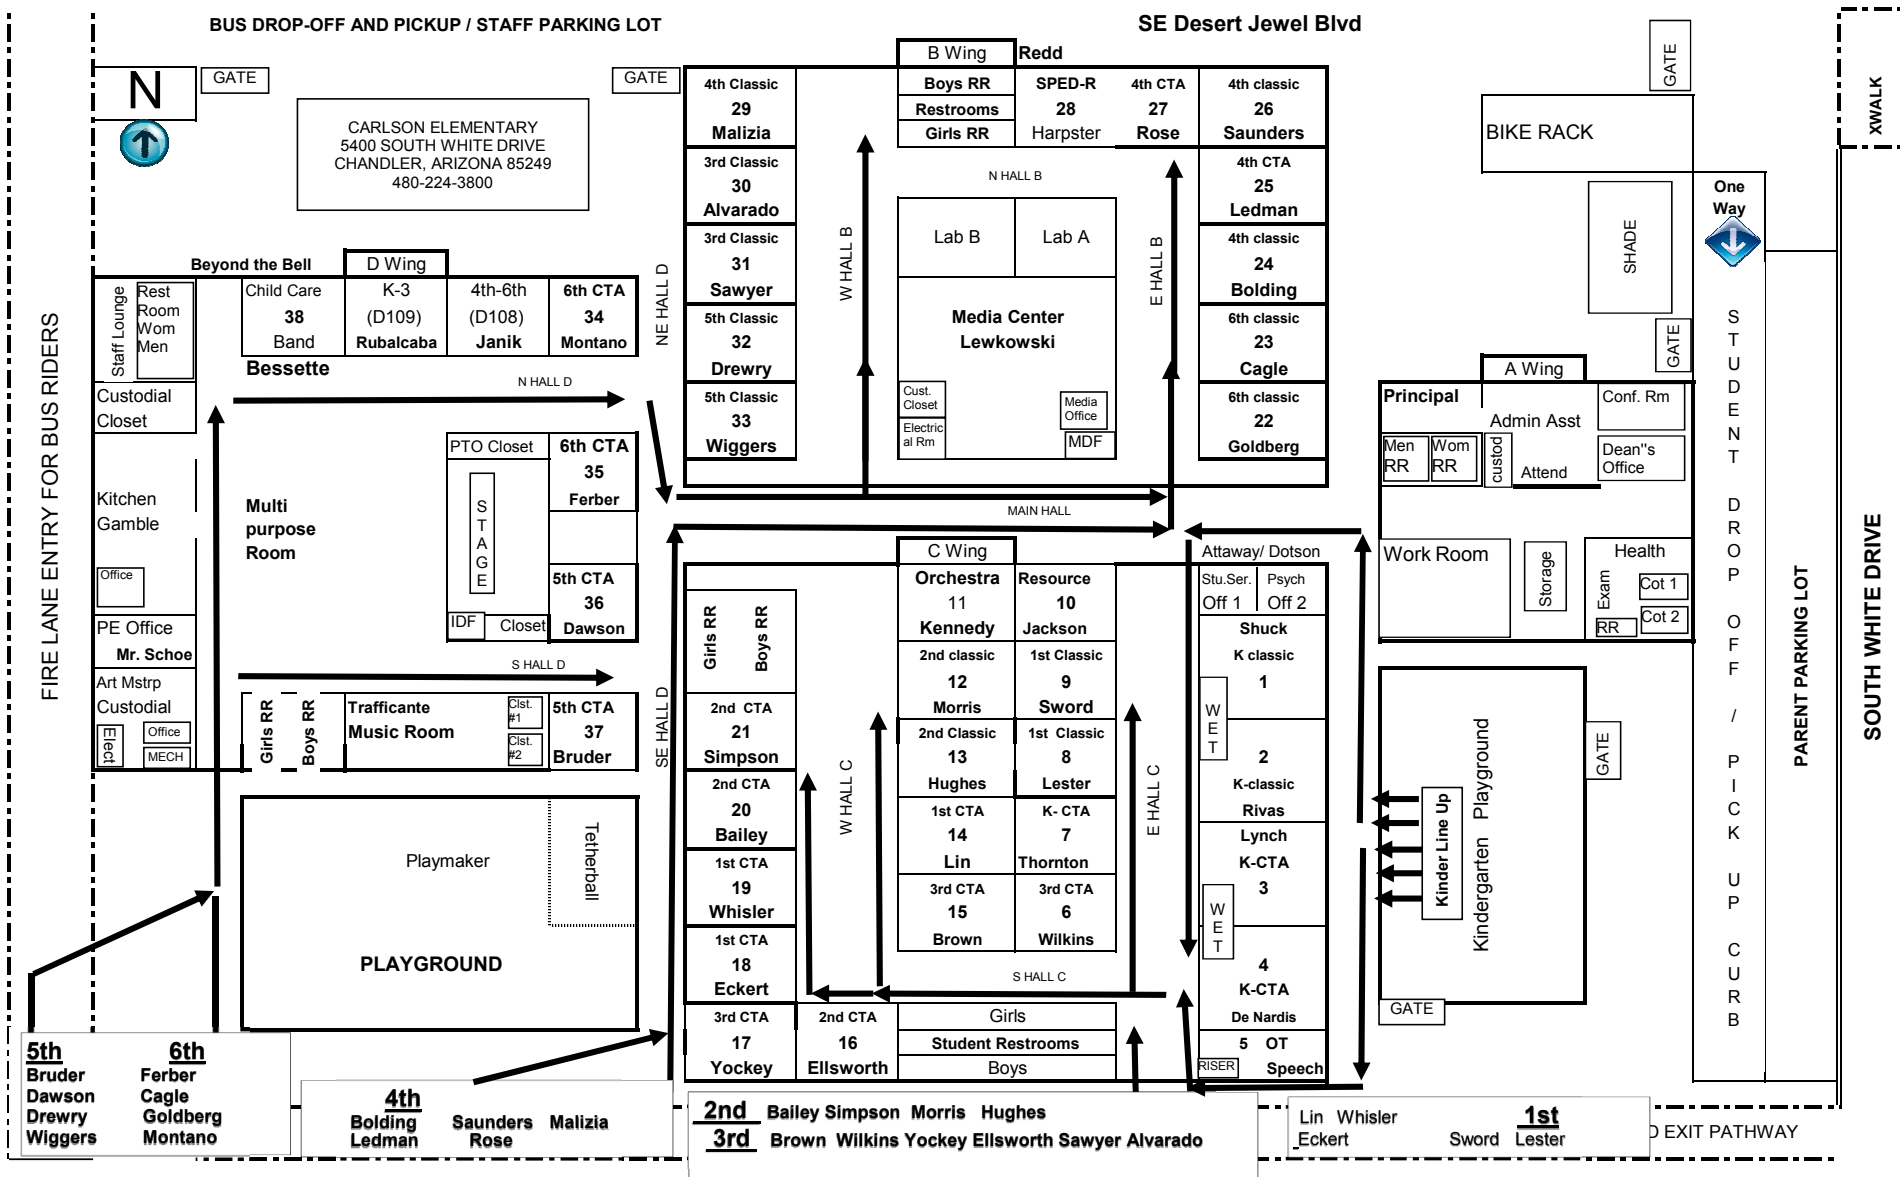 BUS DROP-OFF AND PICKUP / STAFF PARKING LOT
SE Desert Jewel Blvd
N
GATE
GATE
CARLSON ELEMENTARY
5400 SOUTH WHITE DRIVE
CHANDLER, ARIZONA 85249
480-224-3800
FIRE LANE ENTRY FOR BUS RIDERS
B Wing
Redd
4th Classic
29
Malizia
3rd Classic
30
Alvarado
3rd Classic
31
Sawyer
5th Classic
32
Drewry
5th Classic
33
Wiggers
Boys RR
Restrooms
Girls RR
SPED-R
28
Harpster
4th CTA
27
Rose
4th classic
26
Saunders
4th CTA
25
Ledman
4th classic
24
Bolding
6th classic
23
Cagle
6th classic
22
Goldberg
N HALL B
W HALL B
E HALL B
Lab B
Lab A
Media Center
Lewkowski
Cust.
Closet
Electric
al Rm
Media
Office
MDF
GATE
BIKE RACK
SHADE
GATE
One
Way
XWALK
STUDENT DROP OFF / PICK UP CURB
PARENT PARKING LOT
SOUTH WHITE DRIVE
Beyond the Bell
D Wing
Staff Lounge
Rest
Room
Wom
Men
Child Care
38
Band
Bessette
K-3
(D109)
Rubalcaba
4th-6th
(D108)
Janik
6th CTA
34
Montano
NE HALL D
N HALL D
Custodial
Closet
Kitchen
Gamble
Office
Multi
purpose
Room
PTO Closet
STAGE
6th CTA
35
Ferber
5th CTA
36
Dawson
IDF
Closet
PE Office
Mr. Schoe
Art Mstrp
Custodial
Elect
Office
MECH
S HALL D
Girls RR
Boys RR
Trafficante
Music Room
Clst.
#1
Clst.
#2
5th CTA
37
Bruder
SE HALL D
MAIN HALL
A Wing
Principal
Admin Asst
Conf. Rm
Men
RR
Wom
RR
custod
Attend
Dean"s
Office
Work Room
Storage
Health
Exam
Cot 1
Cot 2
RR
C Wing
Girls RR
Boys RR
2nd CTA
21
Simpson
2nd CTA
20
Bailey
1st CTA
19
Whisler
1st CTA
18
Eckert
3rd CTA
17
Yockey
2nd CTA
16
Ellsworth
W HALL C
Orchestra
11
Kennedy
Resource
10
Jackson
2nd classic
12
Morris
1st Classic
9
Sword
2nd Classic
13
Hughes
1st Classic
8
Lester
1st CTA
14
Lin
K- CTA
7
Thornton
3rd CTA
15
Brown
3rd CTA
6
Wilkins
S HALL C
Girls
Student Restrooms
Boys
E HALL C
Attaway/ Dotson
Stu.Ser.
Off 1
Psych
Off 2
Shuck
K classic
1
WET
2
K-classic
Rivas
Lynch
K-CTA
3
WET
4
K-CTA
De Nardis
5 OT
RISER
Speech
Kinder Line Up
Kindergarten Playground
GATE
GATE
Playmaker
Tetherball
PLAYGROUND
5th 6th
Bruder Ferber
Dawson Cagle
Drewry Goldberg
Wiggers Montano
4th
Bolding Saunders Malizia
Ledman Rose
2nd Bailey Simpson Morris Hughes
3rd Brown Wilkins Yockey Ellsworth Sawyer Alvarado
Lin Whisler 1st
Eckert Sword Lester
EXIT PATHWAY